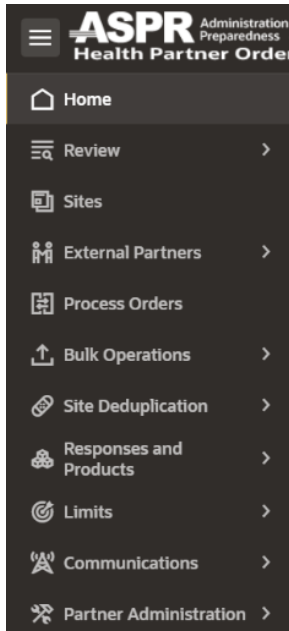 ASPR Administration
Preparedness
Health Partner
Home
Review
Sites
External Partners
Process Orders
Bulk Operations
Site Deduplication
Responses and
Products
Limits
Communications
Partner Administration